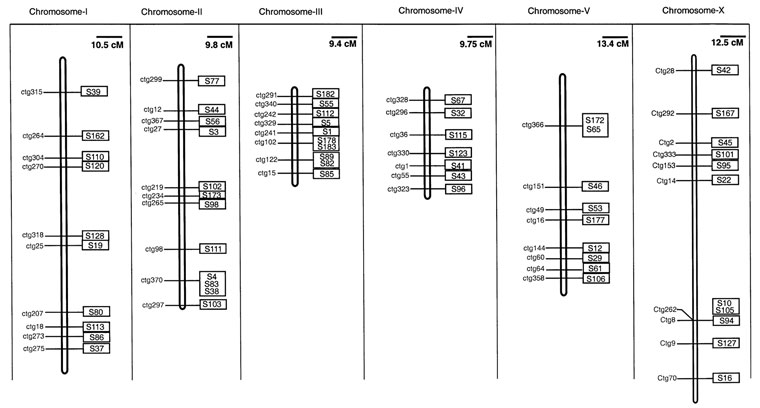 Chromosome-I
10.5 cM
ctg315 S39
ctg264 S162
ctg304 S110
ctg270 S120
ctg318 S128
ctg25 S19
ctg207 S80
ctg18 S113
ctg273 S86
ctg275 S37
Chromosome-II
9.8 cM
ctg299 S77
ctg12 S44
ctg367 S56
ctg27 S3
ctg219 S102
ctg234 S173
ctg265 S98
ctg98 S111
S4
ctg370 S83
S38
ctg297 S103
Chromosome-III
9.4 cM
ctg291 S182
ctg340 S55
ctg242 S112
ctg329 S5
ctg241 S1
ctg102 S178
S183
ctg122 S89
S82
ctg15 S85
Chromosome-IV
9.75 cM
ctg328 S67
ctg296 S32
ctg36 S115
ctg330 S123
ctg1 S41
ctg55 S43
ctg323 S96
Chromosome-V
13.4 cM
ctg366 S172
S65
ctg151 S46
ctg49 S53
ctg16 S177
ctg144 S12
ctg60 S29
ctg64 S61
ctg358 S106
Chromosome-X
12.5 cM
Ctg28 S42
Ctg292 S167
Ctg2 S45
Ctg333 S101
Ctg153 S95
Ctg14 S22
S10
Ctg262 S105
Ctg8 S94
Ctg9 S127
Ctg70 S16